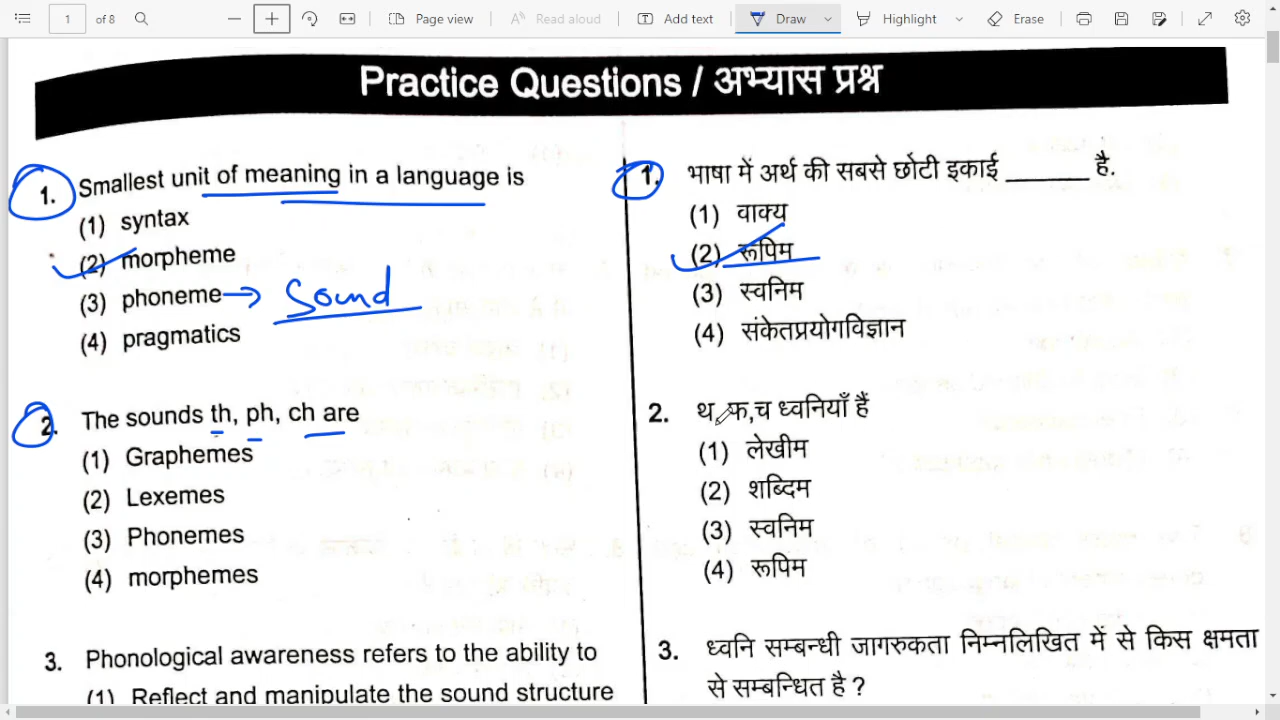 1 of 8 Page view Read aloud Add text Draw Highlight Erase
Practice Questions / अभ्यास प्रश्न
1. Smallest unit of meaning in a language is
(1) syntax
(2) morpheme
(3) phoneme → Sound
(4) pragmatics
2. The sounds th, ph, ch are
(1) Graphemes
(2) Lexemes
(3) Phonemes
(4) morphemes
3. Phonological awareness refers to the ability to
(1) Reflect and manipulate the sound structure
1. भाषा में अर्थ की सबसे छोटी इकाई ______ है.
(1) वाक्य
(2) रूपिम
(3) स्वनिम
(4) संकेतप्रयोगविज्ञान
2. थ,फ,च ध्वनियाँ हैं
(1) लेखीम
(2) शब्दिम
(3) स्वनिम
(4) रूपिम
3. ध्वनि सम्बन्धी जागरुकता निम्नलिखित में से किस क्षमता
से सम्बन्धित है ?